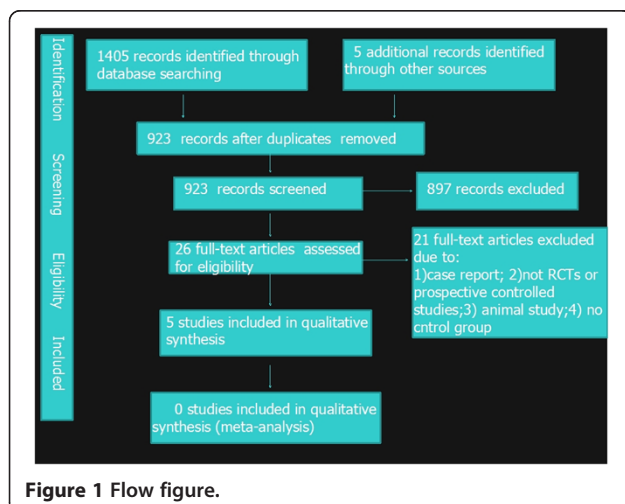 Identification
Screening
Eligibility
Included
1405 records identified through
database searching
5 additional records identified
through other sources
923 records after duplicates removed
923 records screened
897 records excluded
26 full-text articles assessed
for eligibility
21 full-text articles excluded
due to:
1)case report; 2)not RCTs or
prospective controlled
studies;3) animal study;4) no
cntrol group
5 studies included in qualitative
synthesis
0 studies included in qualitative
synthesis (meta-analysis)
Figure 1 Flow figure.